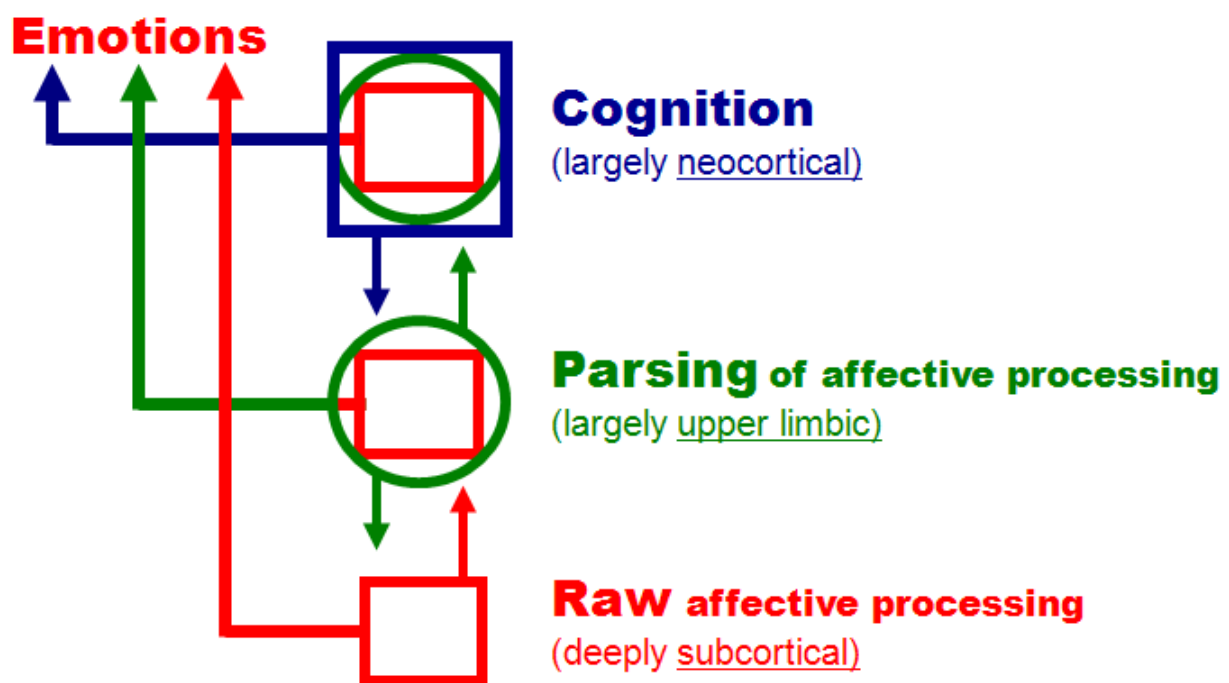 Emotions
Cognition
(largely neocortical)
Parsing of affective processing
(largely upper limbic)
Raw affective processing
(deeply subcortical)